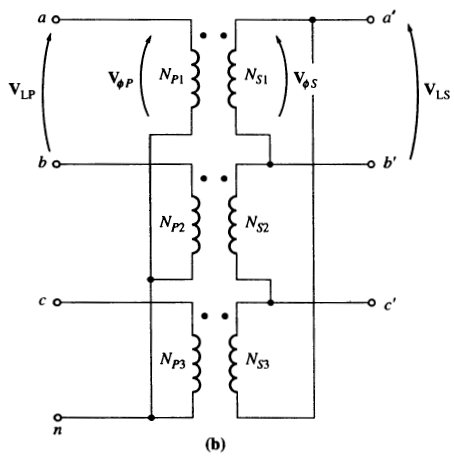 a
a′
V_LP
V_ϕP
N_P1
N_S1
V_ϕS
V_LS
b
b′
N_P2
N_S2
c
c′
N_P3
N_S3
n
(b)